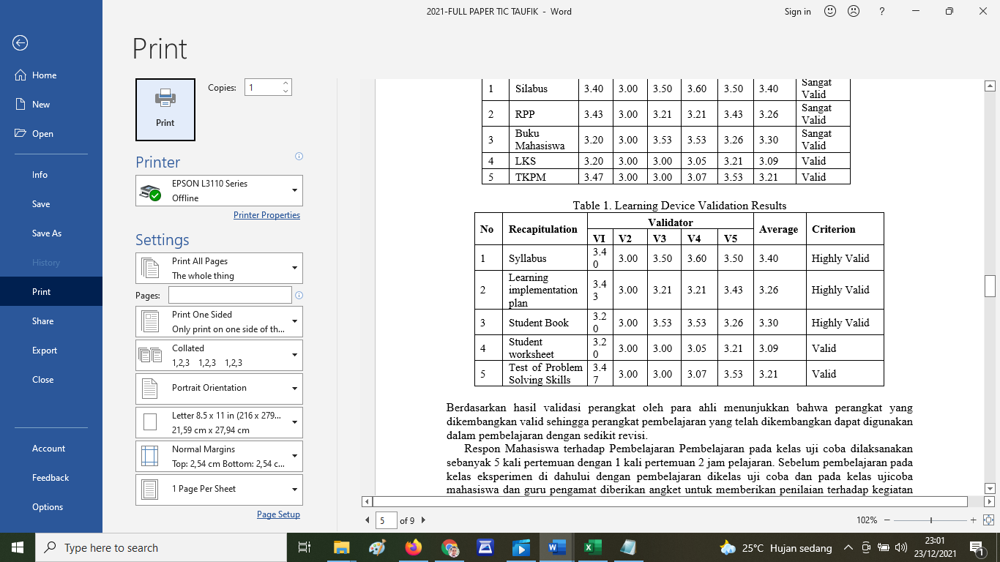 2021-FULL PAPER TIC TAUFIK - Word
Sign in
?
Print
Home
New
Open
Info
Save
Save As
History
Print
Share
Export
Close
Account
Feedback
Options
Print
Copies: 1
Printer
EPSON L3110 Series
Offline
Printer Properties
Settings
Print All Pages
The whole thing
Pages:
Print One Sided
Only print on one side of th...
Collated
1,2,3 1,2,3 1,2,3
Portrait Orientation
Letter 8.5 x 11 in (216 x 279...
21,59 cm x 27,94 cm
Normal Margins
Top: 2,54 cm Bottom: 2,54 c...
1 Page Per Sheet
Page Setup
1 Silabus 3.40 3.00 3.50 3.60 3.50 3.40 Sangat
Valid
2 RPP 3.43 3.00 3.21 3.21 3.43 3.26 Sangat
Valid
3 Buku
Mahasiswa 3.20 3.00 3.53 3.53 3.26 3.30 Sangat
Valid
4 LKS 3.20 3.00 3.00 3.05 3.21 3.09 Valid
5 TKPM 3.47 3.00 3.00 3.07 3.53 3.21 Valid
Table 1. Learning Device Validation Results
No Recapitulation Validator Average Criterion
VI V2 V3 V4 V5
1 Syllabus 3.4
0 3.00 3.50 3.60 3.50 3.40 Highly Valid
2 Learning
implementation
plan 3.4
3 3.00 3.21 3.21 3.43 3.26 Highly Valid
3 Student Book 3.2
0 3.00 3.53 3.53 3.26 3.30 Highly Valid
4 Student
worksheet 3.2
0 3.00 3.00 3.05 3.21 3.09 Valid
5 Test of Problem
Solving Skills 3.4
7 3.00 3.00 3.07 3.53 3.21 Valid
Berdasarkan hasil validasi perangkat oleh para ahli menunjukkan bahwa perangkat yang
dikembangkan valid sehingga perangkat pembelajaran yang telah dikembangkan dapat digunakan
dalam pembelajaran dengan sedikit revisi.
Respon Mahasiswa terhadap Pembelajaran Pembelajaran pada kelas uji coba dilaksanakan
sebanyak 5 kali pertemuan dengan 1 kali pertemuan 2 jam pelajaran. Sebelum pembelajaran pada
kelas eksperimen di dahului dengan pembelajaran dikelas uji coba dan pada kelas ujicoba
mahasiswa dan guru pengamat diberikan angket untuk memberikan penilaian terhadap kegiatan
5 of 9
102%
Type here to search
25°C Hujan sedang
23:01
23/12/2021
1